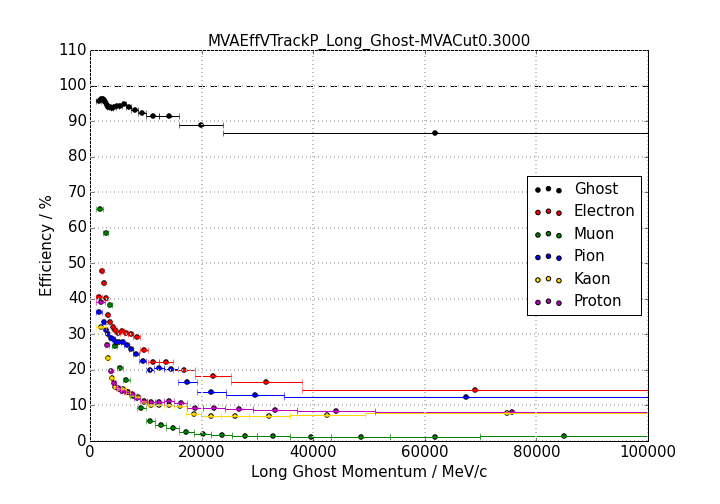 MVAEffVTrackP_Long_Ghost-MVACut0.3000
110
100
90
80
70
60
50
40
30
20
10
0
Efficiency / %
Ghost
Electron
Muon
Pion
Kaon
Proton
0 20000 40000 60000 80000 100000
Long Ghost Momentum / MeV/c